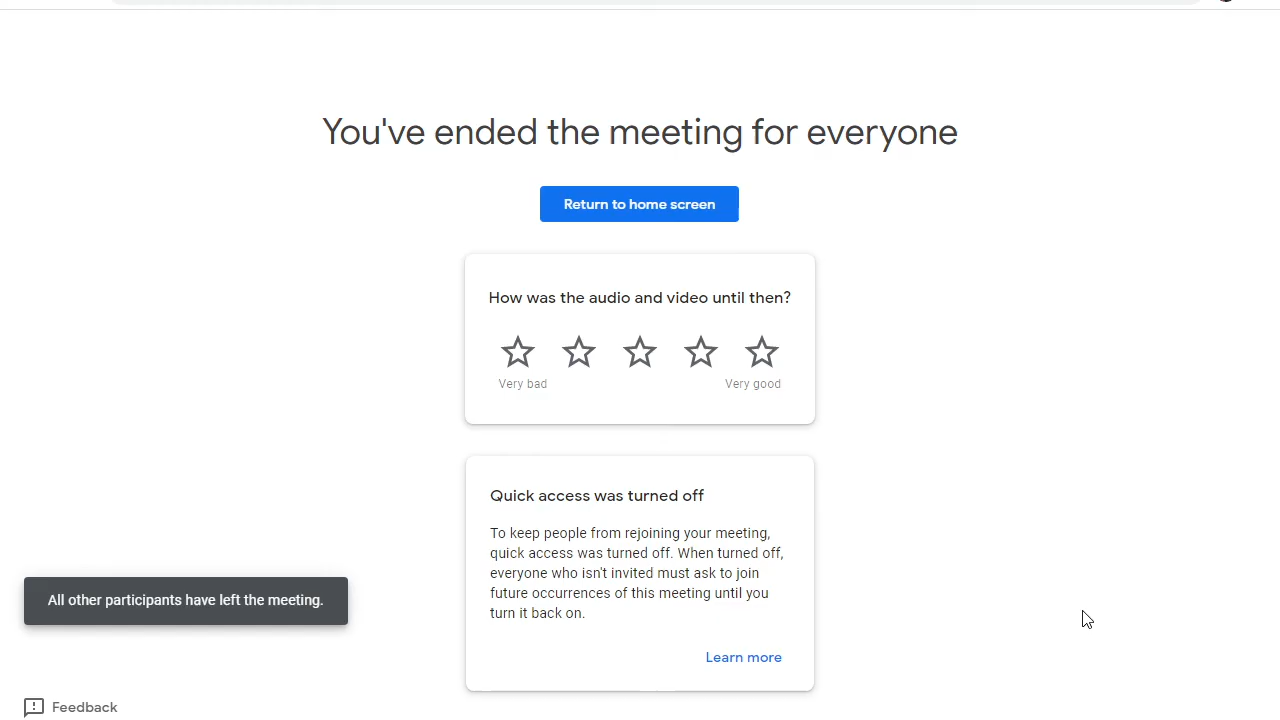 You've ended the meeting for everyone
Return to home screen
How was the audio and video until then?
Very bad
Very good
Quick access was turned off
To keep people from rejoining your meeting,
quick access was turned off. When turned off,
everyone who isn't invited must ask to join
future occurrences of this meeting until you
turn it back on.
Learn more
All other participants have left the meeting.
Feedback